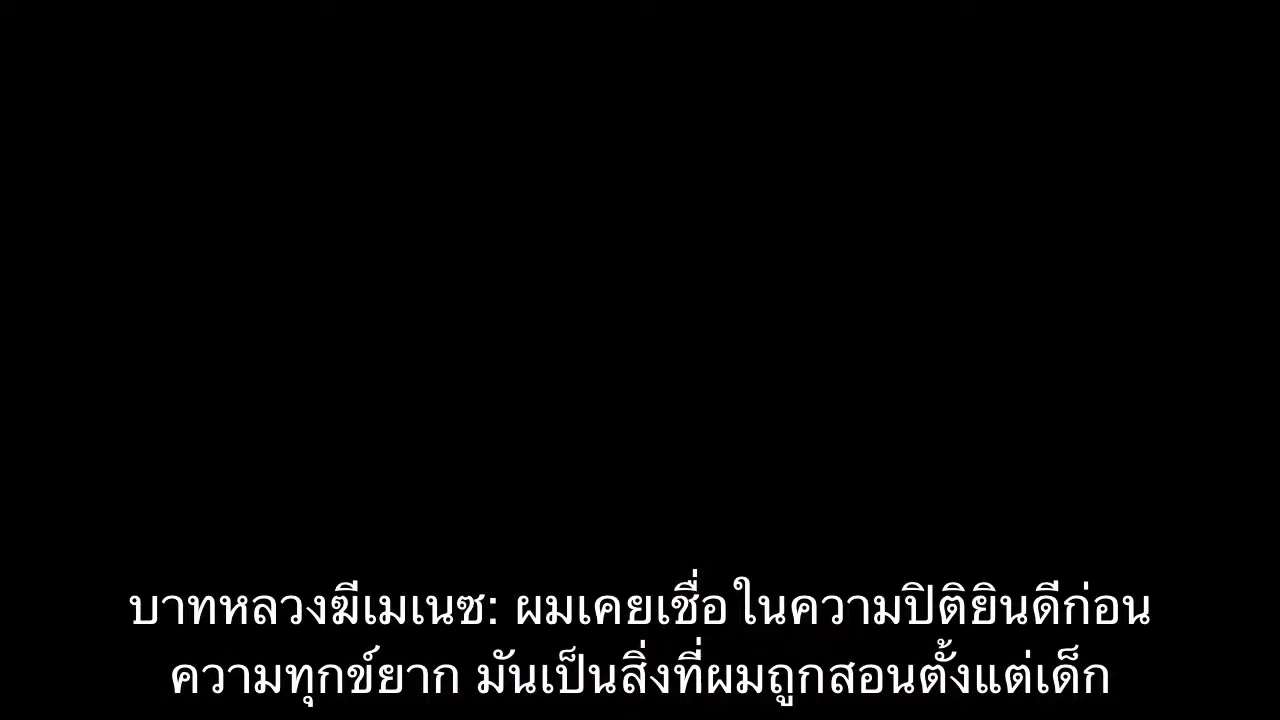 บาทหลวงฆีเมเนซ: ผมเคยเชื่อในความปิติยินดีก่อน
ความทุกข์ยาก มันเป็นสิ่งที่ผมถูกสอนตั้งแต่เด็ก